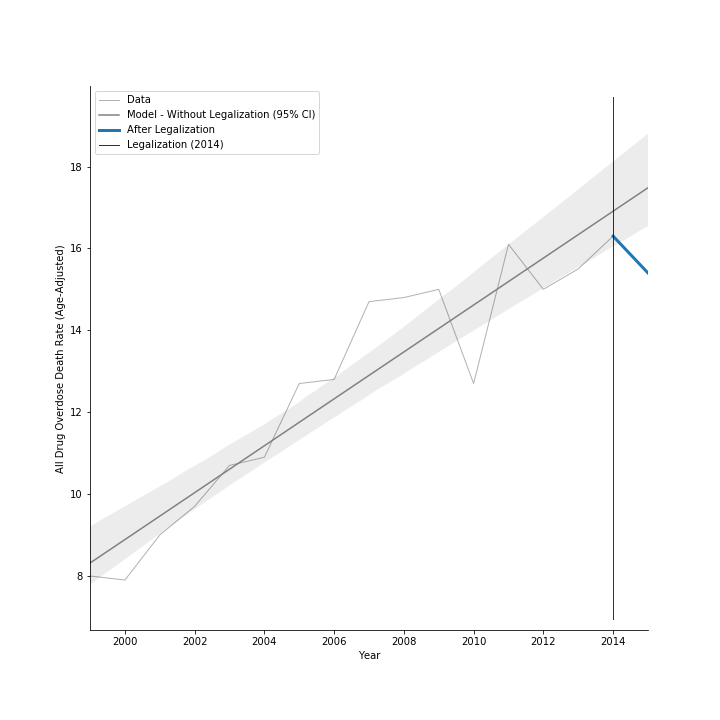 Data
Model - Without Legalization (95% CI)
After Legalization
Legalization (2014)
All Drug Overdose Death Rate (Age-Adjusted)
18
16
14
12
10
8
2000 2002 2004 2006 2008 2010 2012 2014
Year